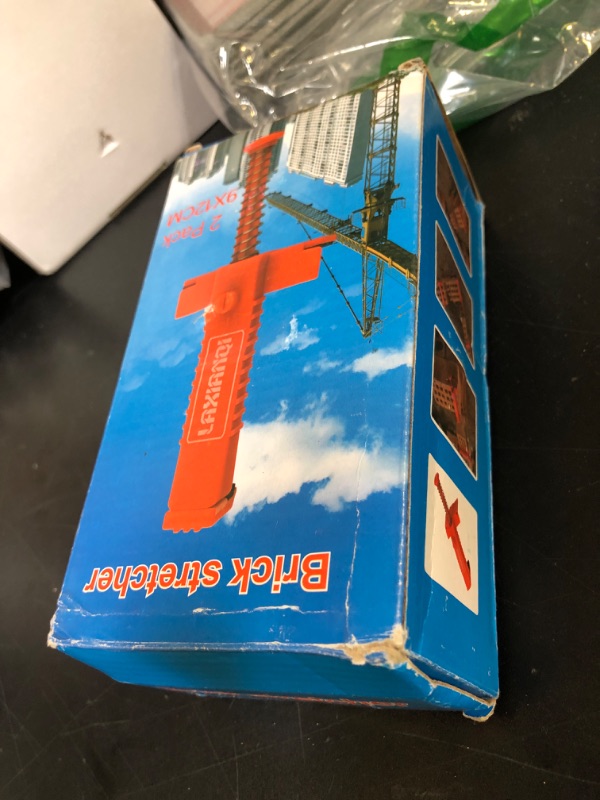 Brick stretcher
LAXIANQI
2 Pack
9X12CM